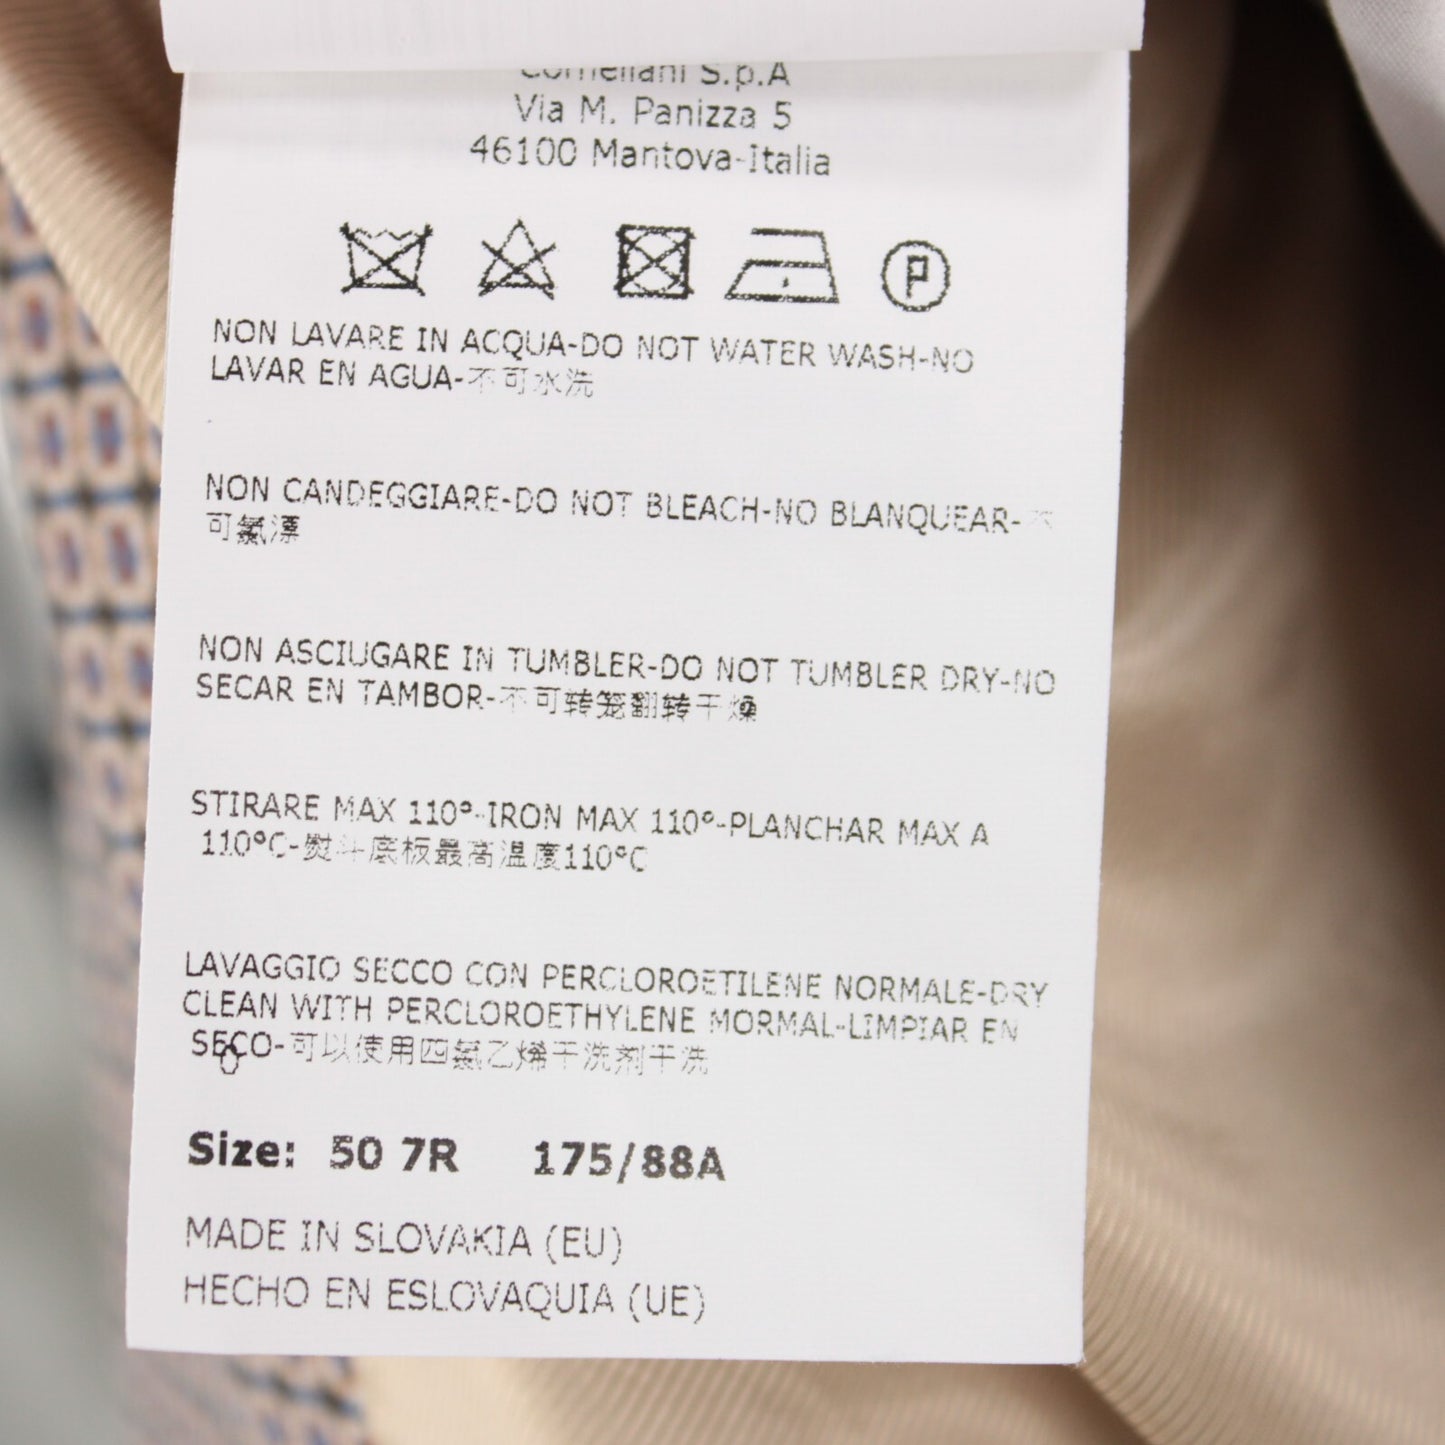 Corneliani S.p.A
Via M. Panizza 5
46100 Mantova-Italia
P
NON LAVARE IN ACQUA-DO NOT WATER WASH-NO
LAVAR EN AGUA-不可水洗
NON CANDEGGIARE-DO NOT BLEACH-NO BLANQUEAR-不
可氯漂
NON ASCIUGARE IN TUMBLER-DO NOT TUMBLER DRY-NO
SECAR EN TAMBOR-不可转笼翻转干燥
STIRARE MAX 110°-IRON MAX 110°-PLANCHAR MAX A
110°C-熨斗底板最高温度110°C
LAVAGGIO SECCO CON PERCLOROETILENE NORMALE-DRY
CLEAN WITH PERCLOROETHYLENE MORMAL-LIMPIAR EN
SECO-可以使用四氯乙烯干洗剂干洗
Size: 50 7R 175/88A
MADE IN SLOVAKIA (EU)
HECHO EN ESLOVAQUIA (UE)